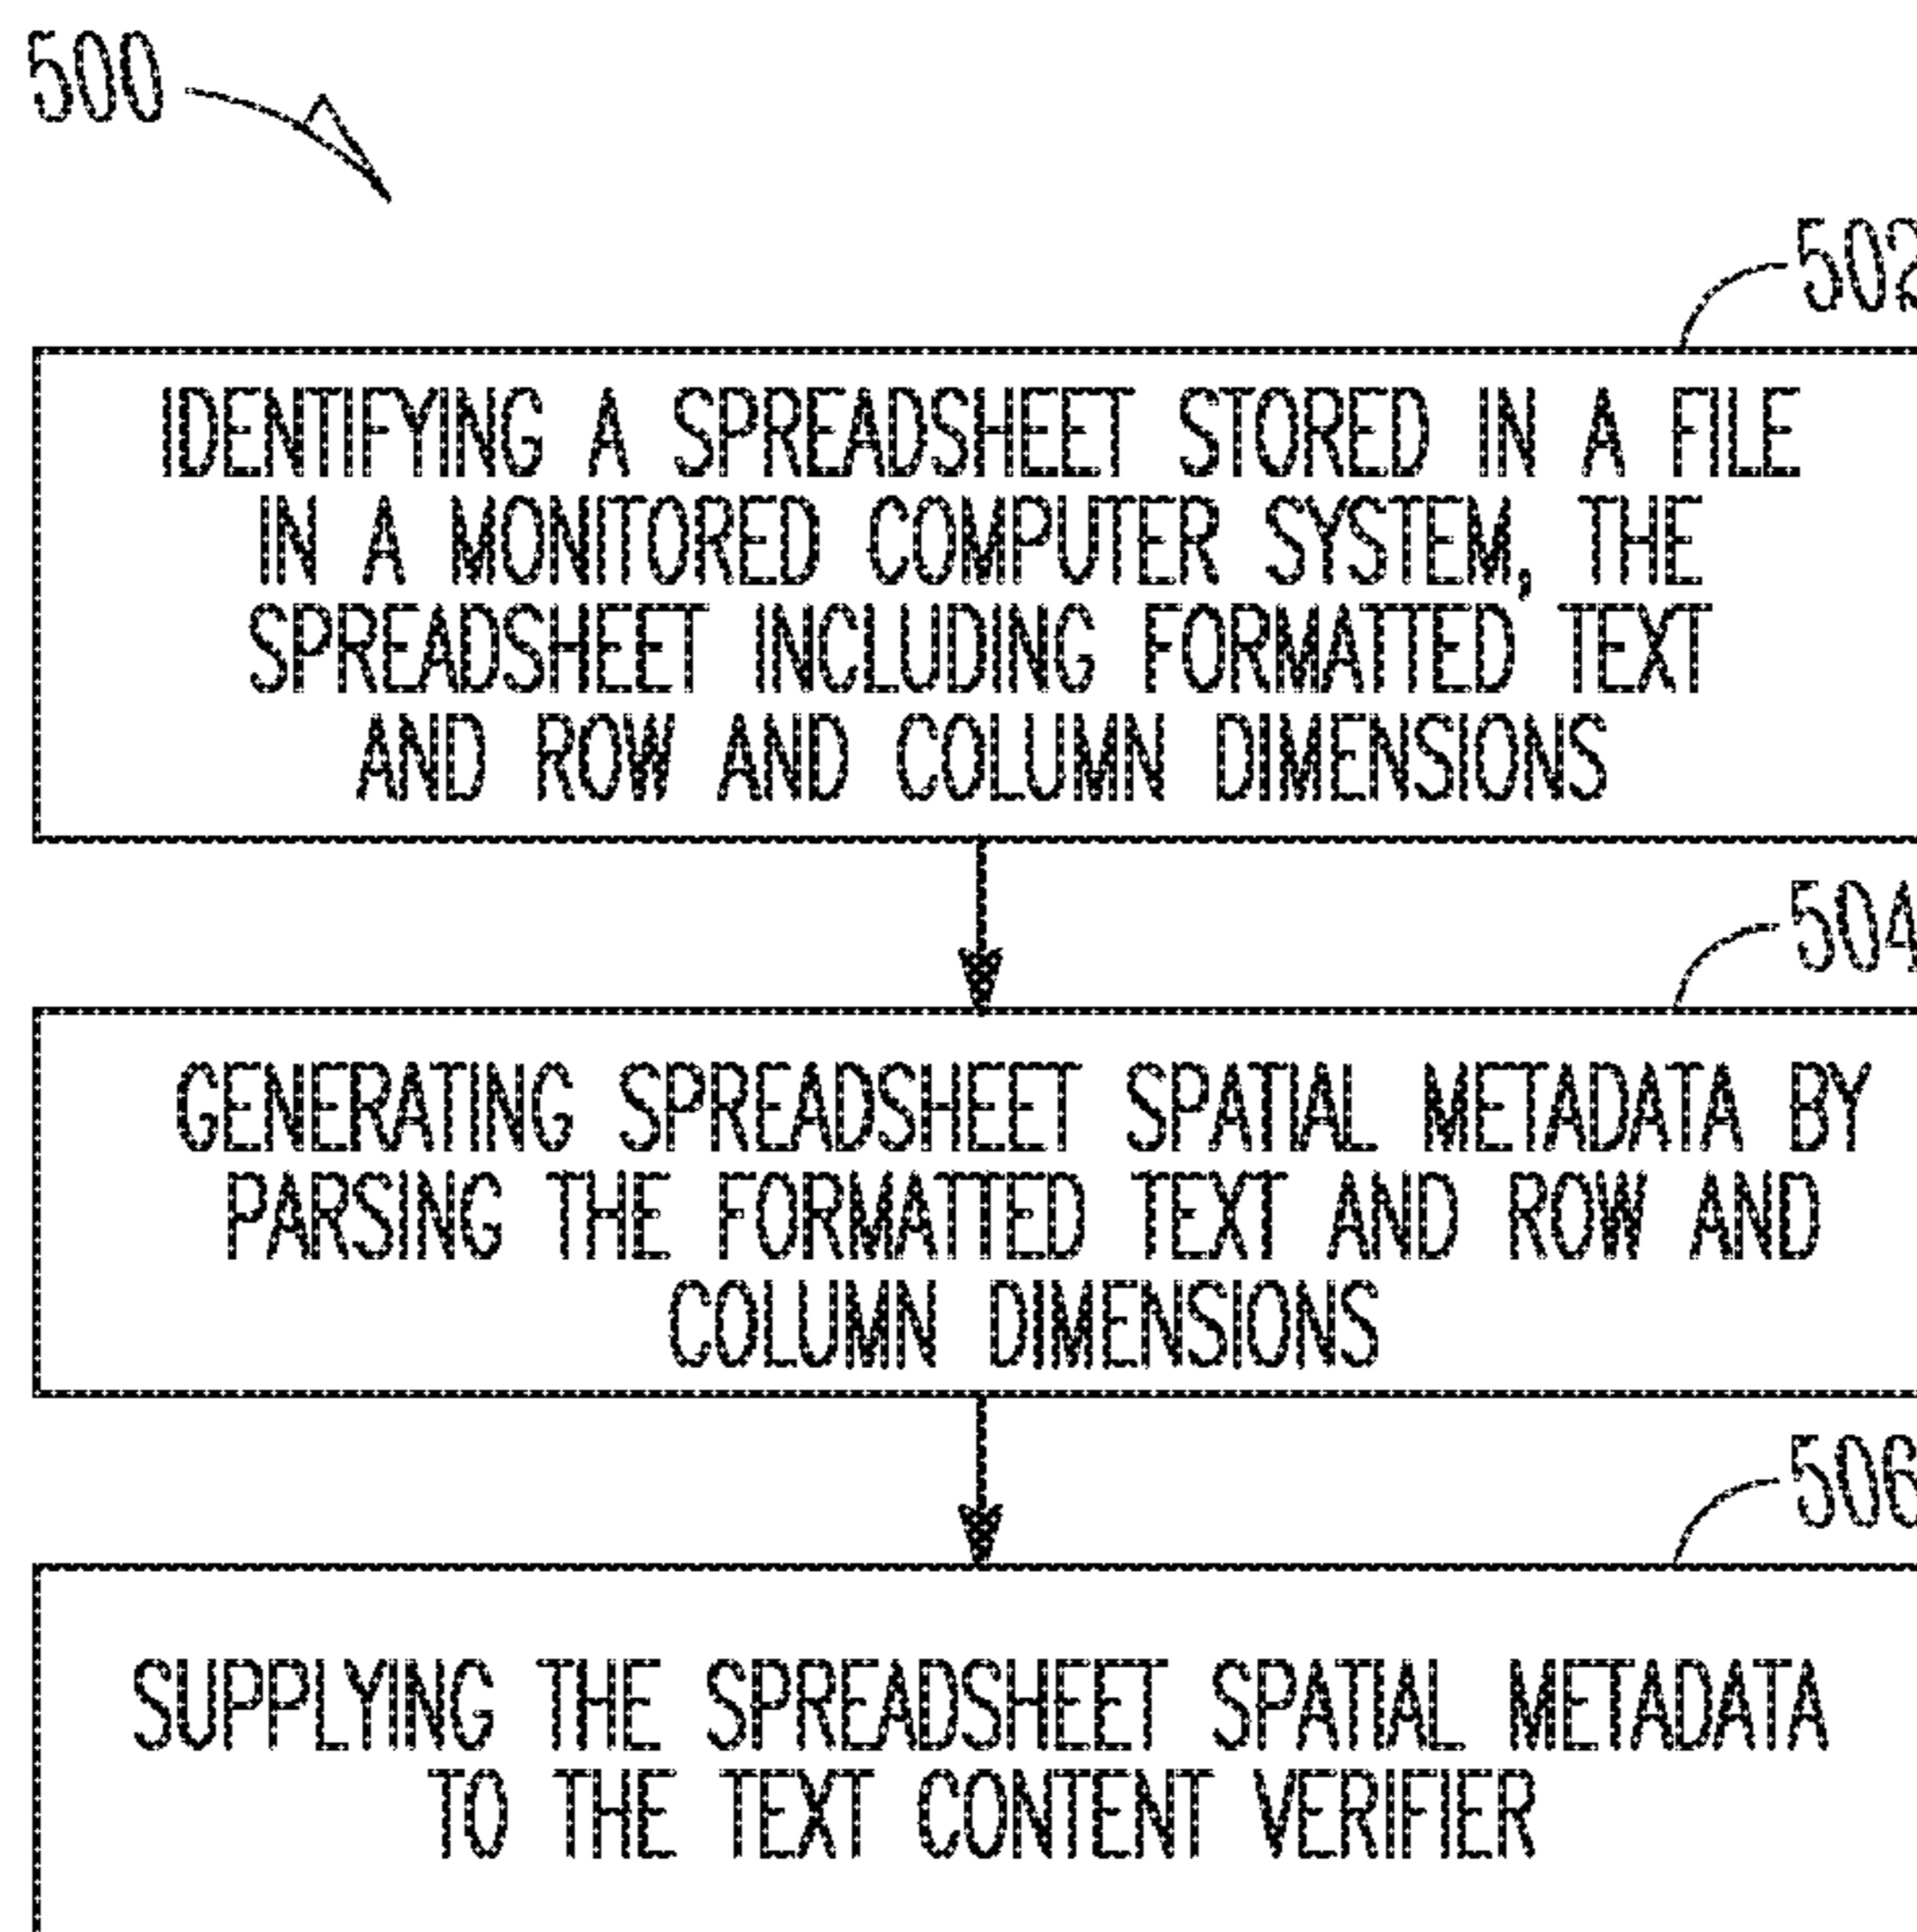 500
502
IDENTIFYING A SPREADSHEET STORED IN A FILE
IN A MONITORED COMPUTER SYSTEM, THE
SPREADSHEET INCLUDING FORMATTED TEXT
AND ROW AND COLUMN DIMENSIONS
504
GENERATING SPREADSHEET SPATIAL METADATA BY
PARSING THE FORMATTED TEXT AND ROW AND
COLUMN DIMENSIONS
506
SUPPLYING THE SPREADSHEET SPATIAL METADATA
TO THE TEXT CONTENT VERIFIER